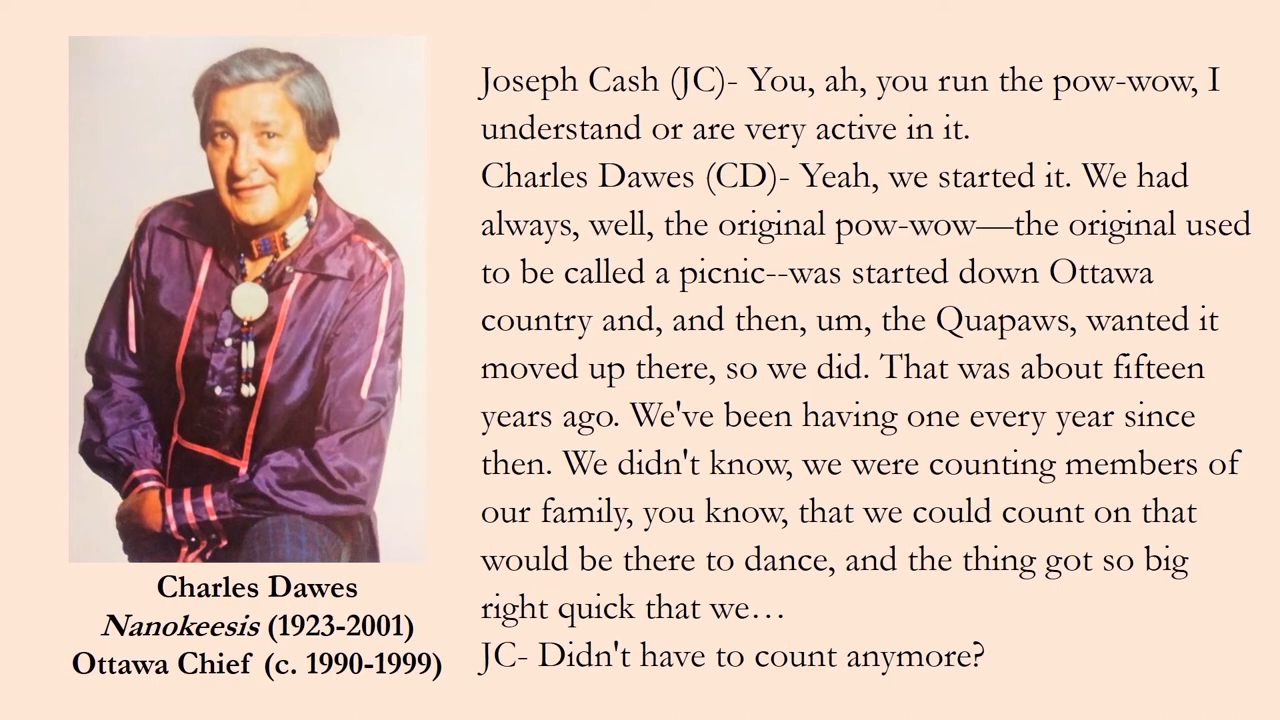 Joseph Cash (JC)- You, ah, you run the pow-wow, I
understand or are very active in it.
Charles Dawes (CD)- Yeah, we started it. We had
always, well, the original pow-wow—the original used
to be called a picnic--was started down Ottawa
country and, and then, um, the Quapaws, wanted it
moved up there, so we did. That was about fifteen
years ago. We've been having one every year since
then. We didn't know, we were counting members of
our family, you know, that we could count on that
would be there to dance, and the thing got so big
right quick that we…
JC- Didn't have to count anymore?
Charles Dawes
Nanokeesis (1923-2001)
Ottawa Chief (c. 1990-1999)